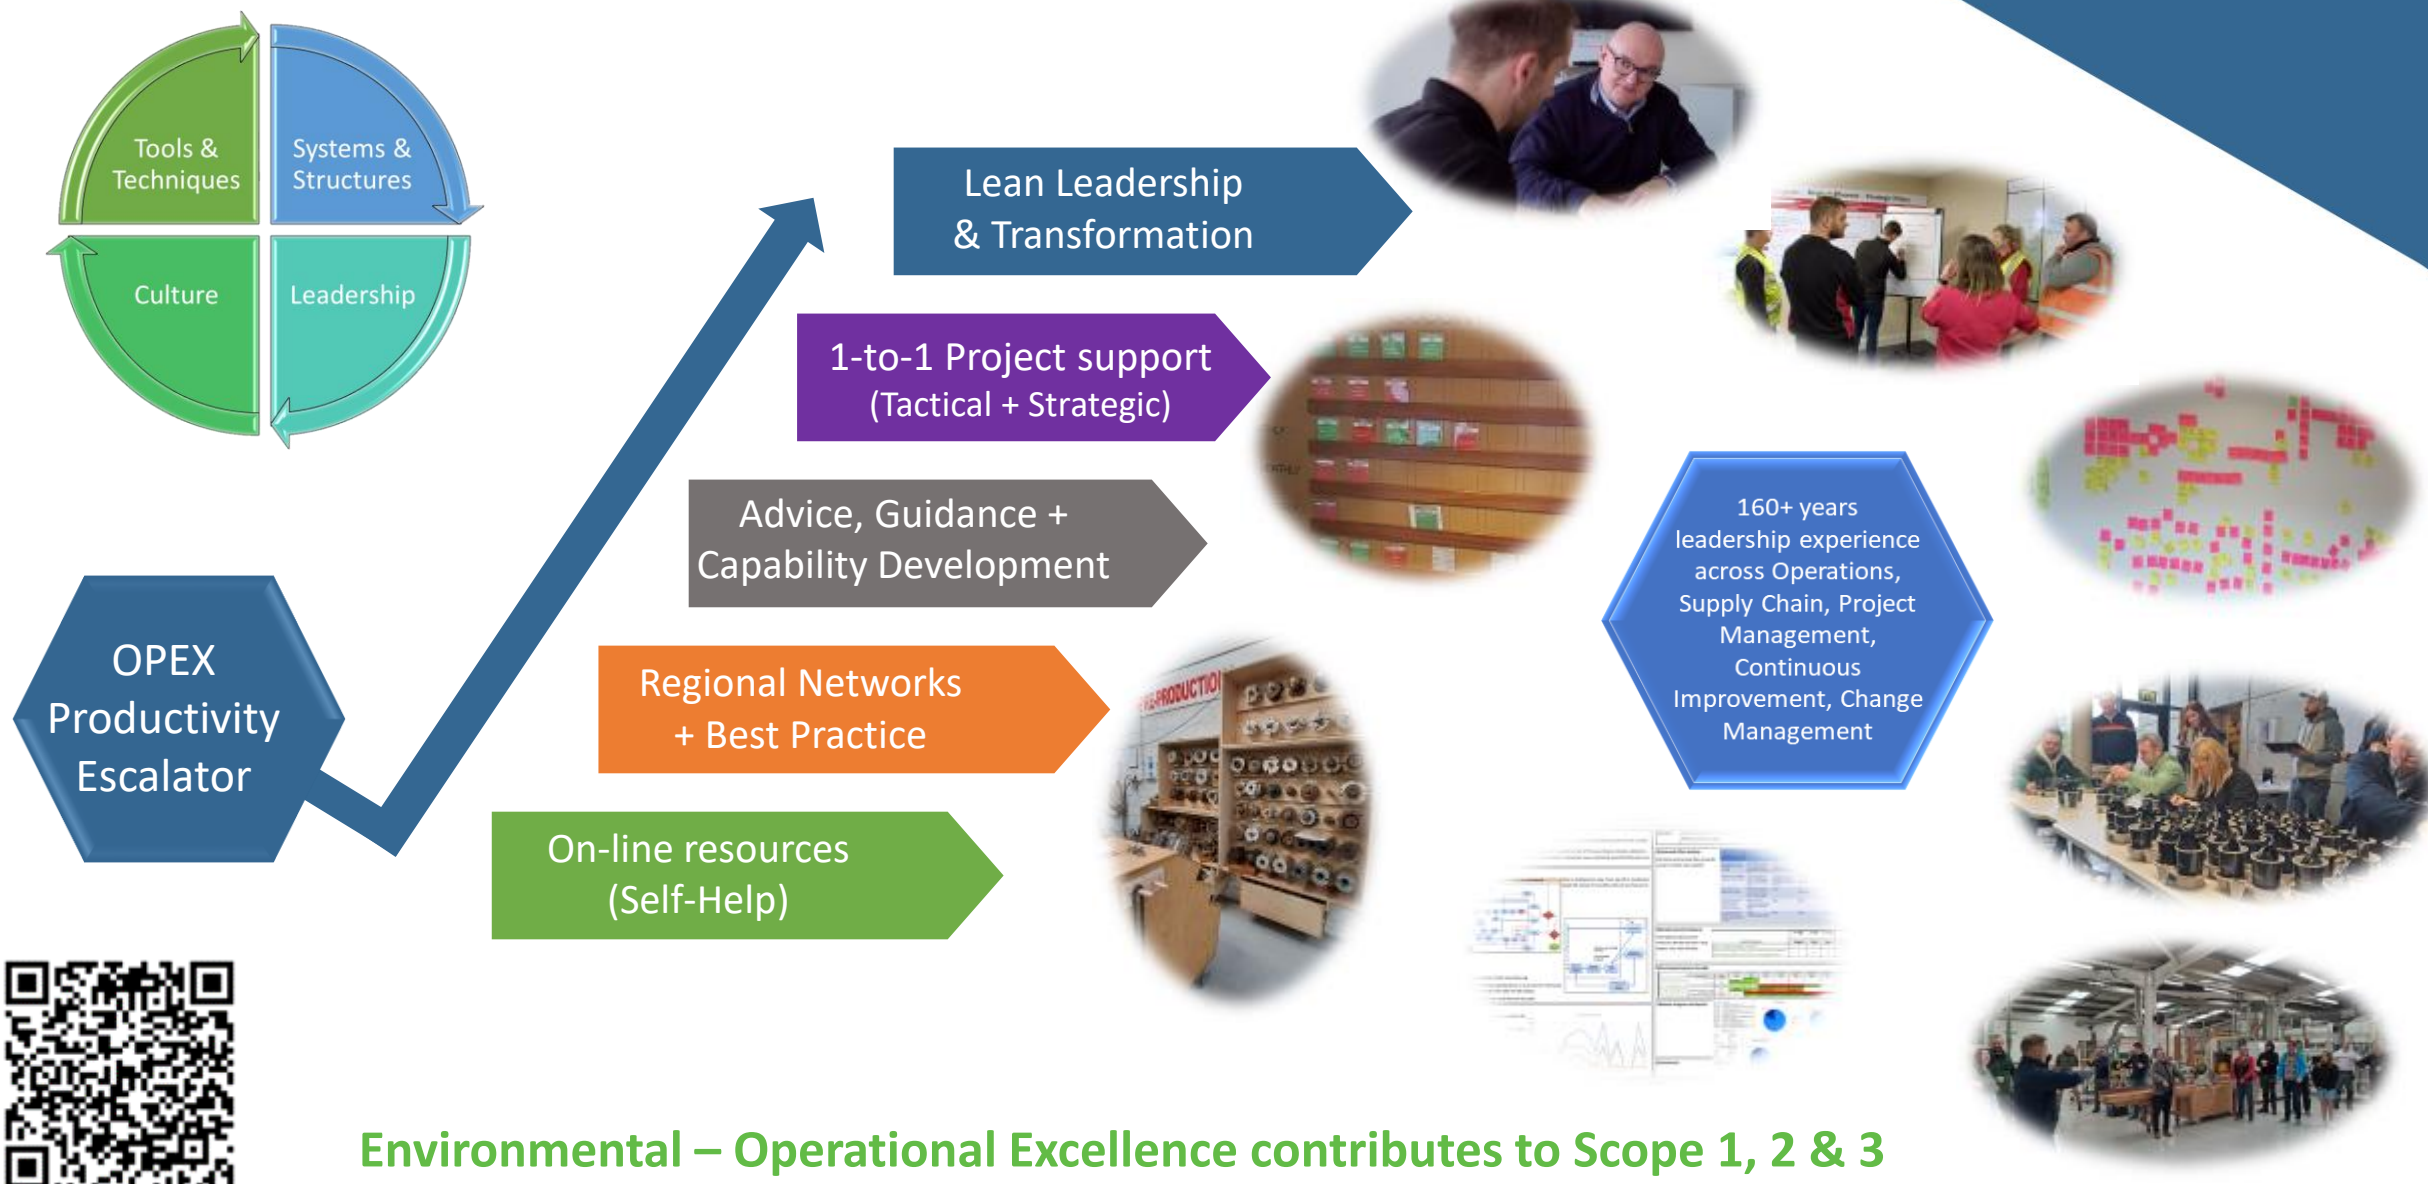 Tools &
Techniques
Systems &
Structures
Culture
Leadership
Lean Leadership
& Transformation
1-to-1 Project support
(Tactical + Strategic)
Advice, Guidance +
Capability Development
Regional Networks
+ Best Practice
On-line resources
(Self-Help)
OPEX
Productivity
Escalator
160+ years
leadership experience
across Operations,
Supply Chain, Project
Management,
Continuous
Improvement, Change
Management
Environmental – Operational Excellence contributes to Scope 1, 2 & 3